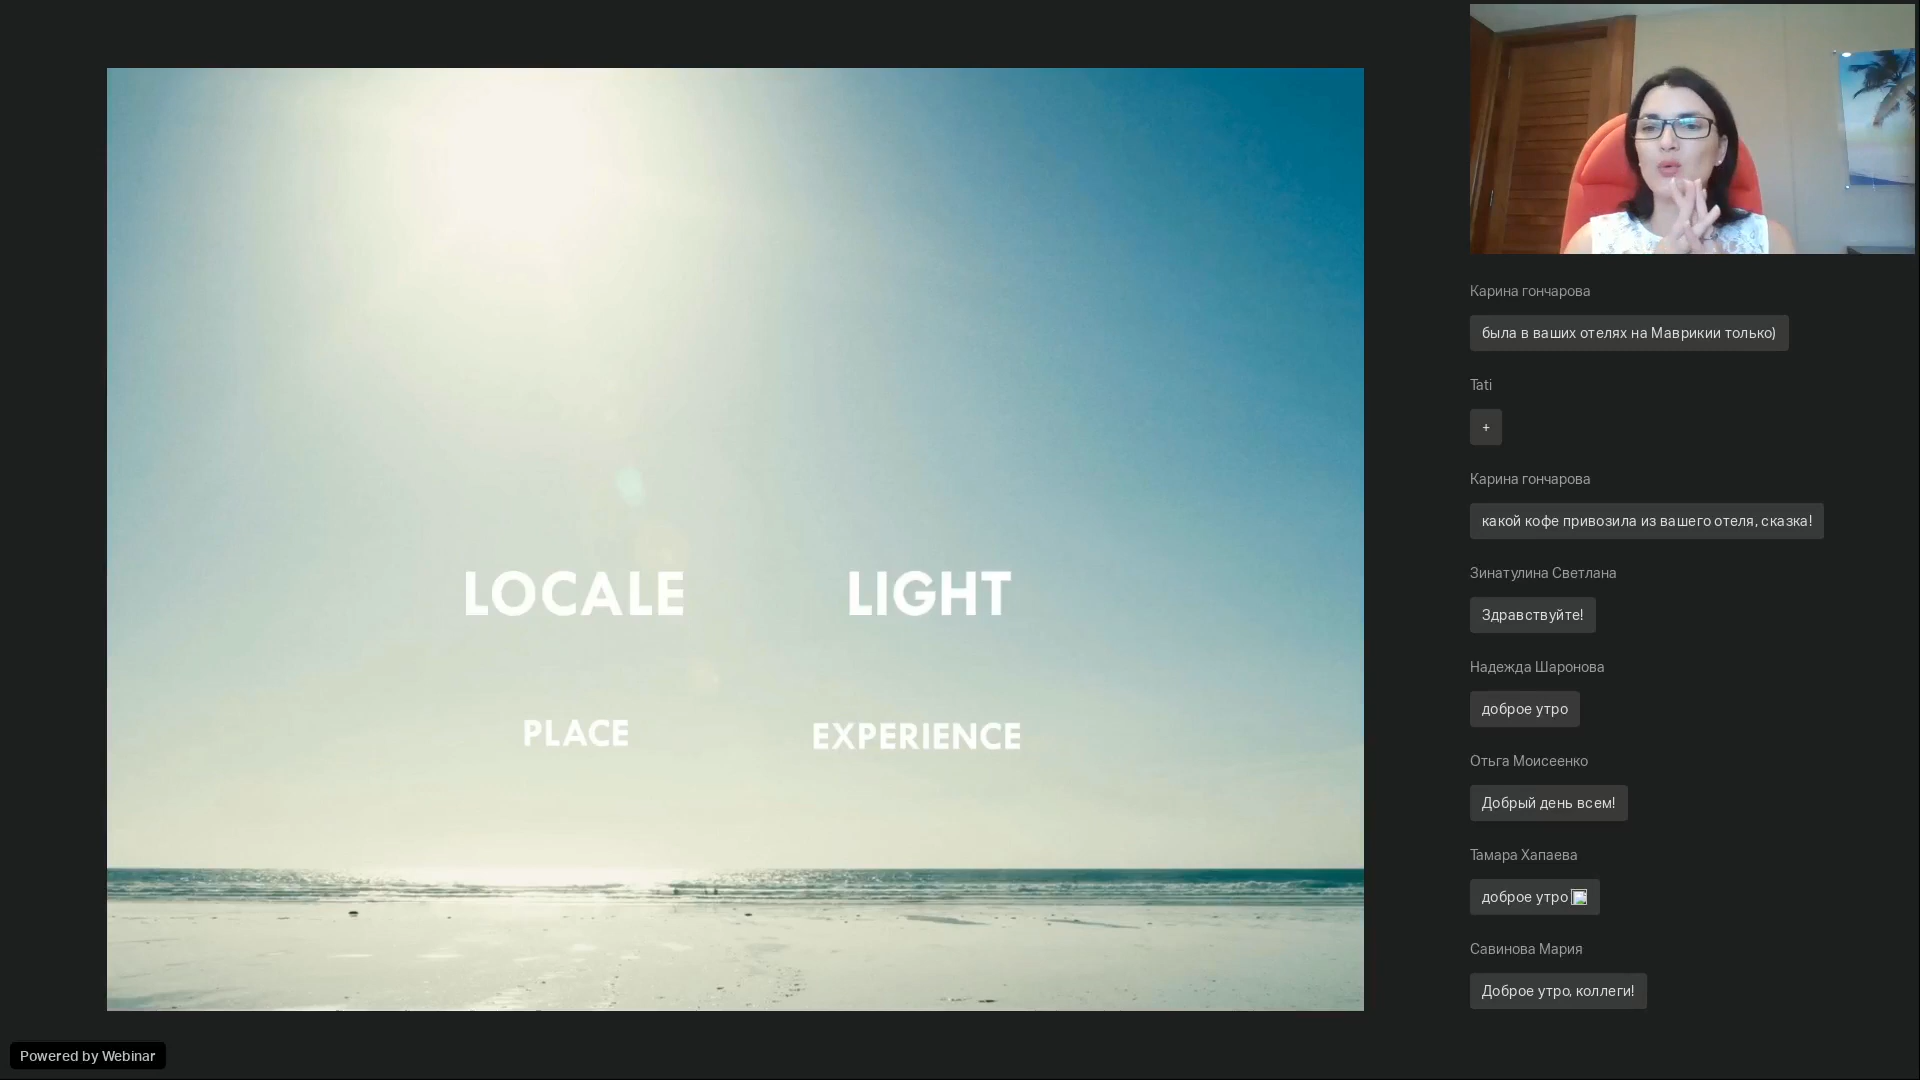 LOCALE LIGHT
PLACE EXPERIENCE
Карина гончарова
была в ваших отелях на Маврикии только)
Tati
+
Карина гончарова
какой кофе привозила из вашего отеля, сказка!
Зинатулина Светлана
Здравствуйте!
Надежда Шаронова
доброе утро
Отьга Моисеенко
Добрый день всем!
Тамара Хапаева
доброе утро
Савинова Мария
Доброе утро, коллеги!
Powered by Webinar